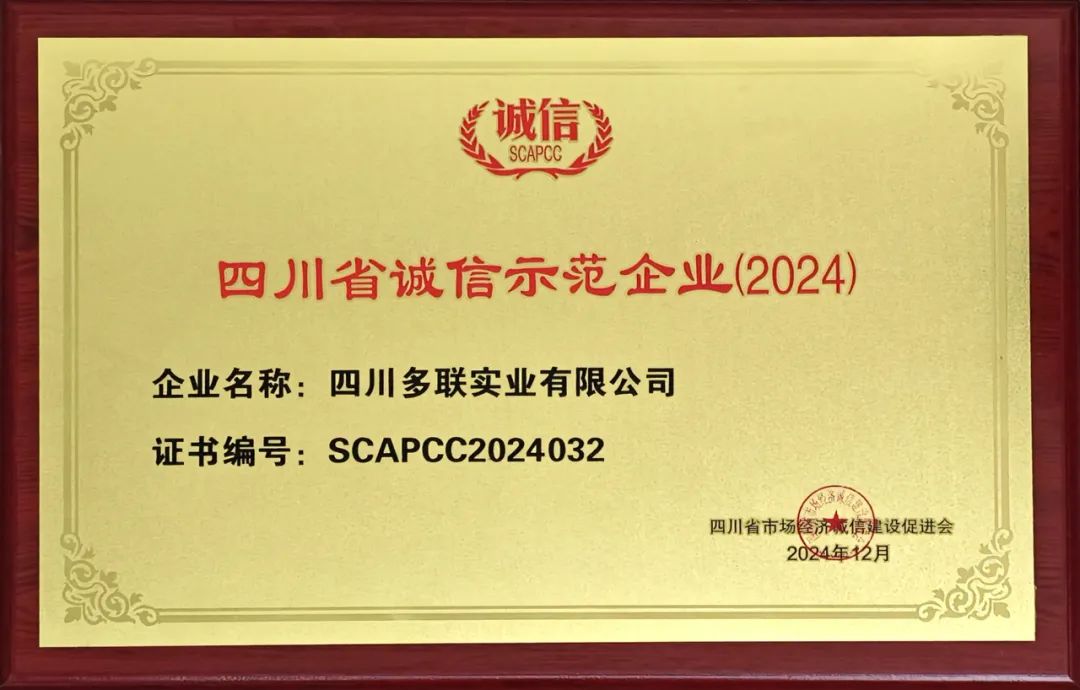 诚信
SCAPCC
四川省诚信示范企业(2024)
企业名称：四川多联实业有限公司
证书编号：SCAPCC2024032
四川省市场经济诚信建设促进会
2024年12月